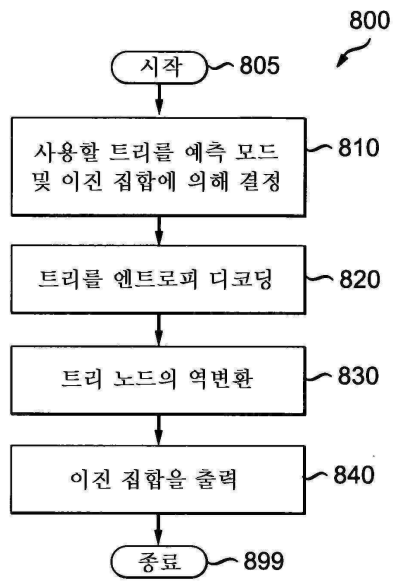 800
시작 805
사용할 트리를 예측 모드
및 이진 집합에 의해 결정
810
트리를 엔트로피 디코딩 820
트리 노드의 역변환 830
이진 집합을 출력 840
종료 899